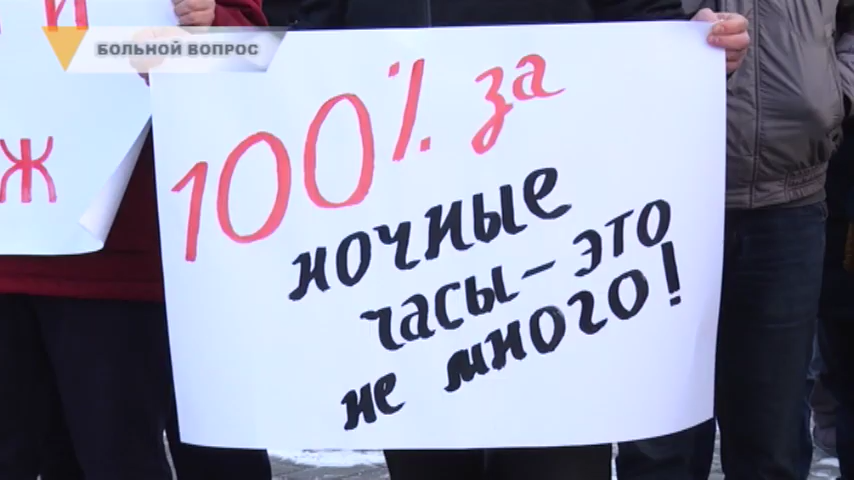 И
БОЛЬНОЙ ВОПРОС
Ж
100% за
ночные
часы - это
не много!